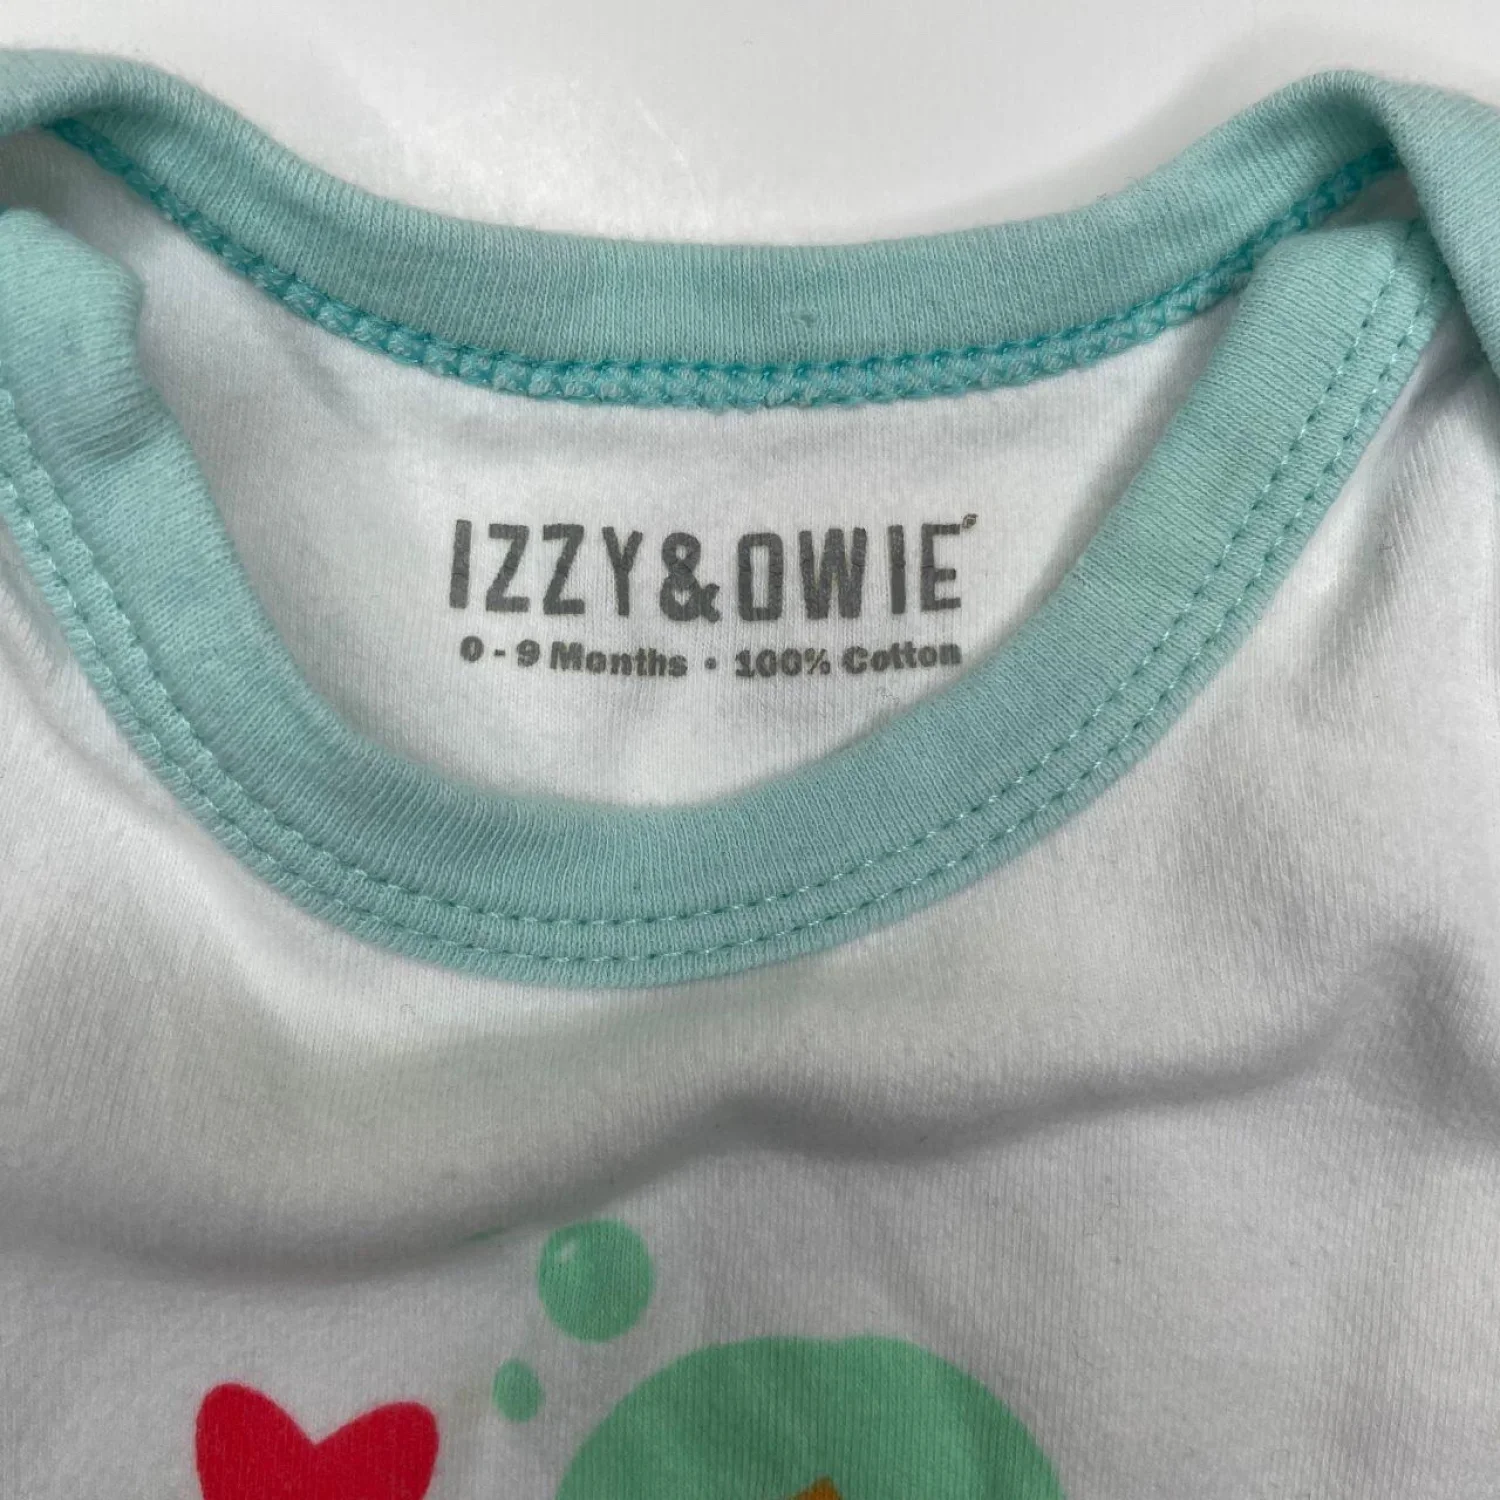 IZZY&OWIE
0 - 9 Months • 100% Cotton